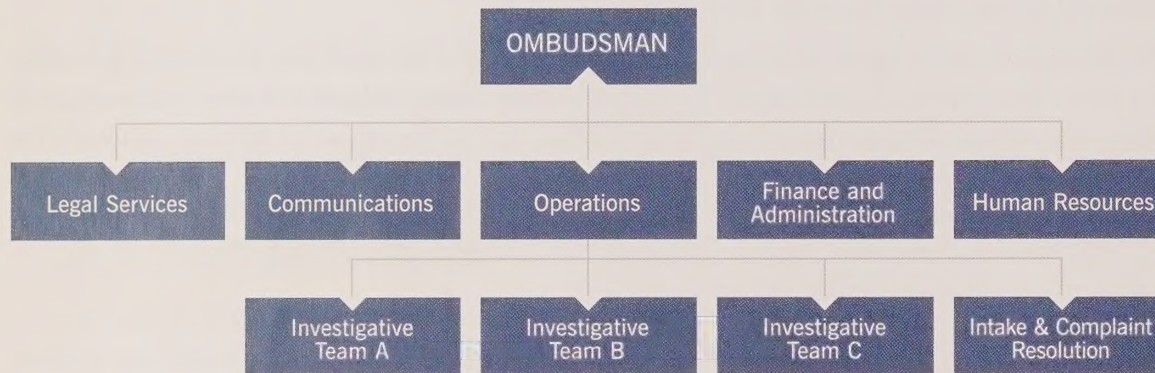 OMBUDSMAN
Legal Services
Communications
Operations
Finance and
Administration
Human Resources
Investigative
Team A
Investigative
Team B
Investigative
Team C
Intake & Complaint
Resolution